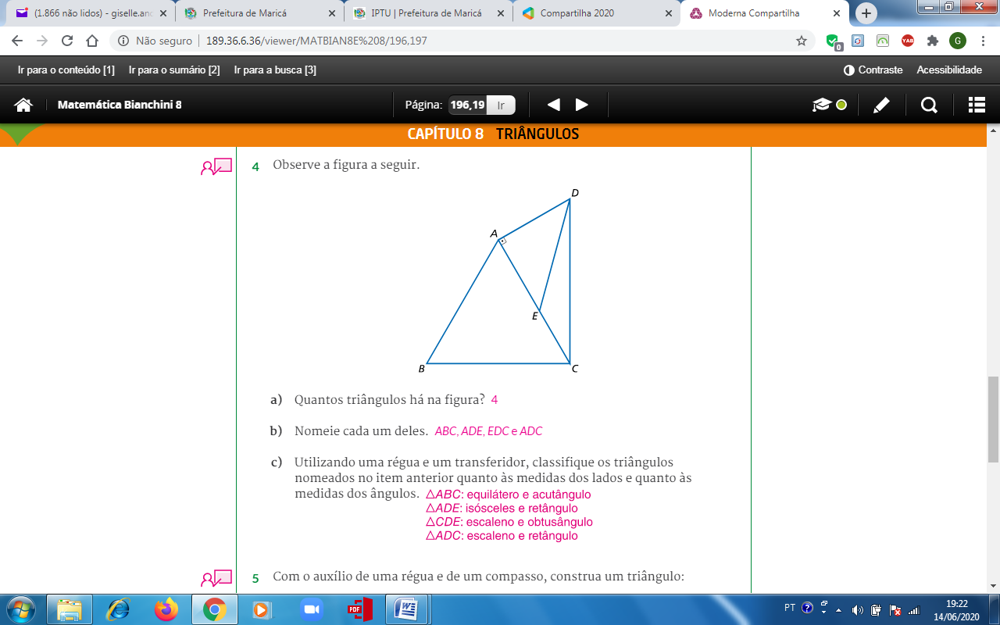 (1.866 não lidos) - giselle.and
Prefeitura de Maricá
IPTU | Prefeitura de Maricá
Compartilha 2020
Moderna Compartilha
Não seguro | 189.36.6.36/viewer/MATBIAN8E%208/196,197
0
YAB
G
Ir para o conteúdo [1] Ir para o sumário [2] Ir para a busca [3]
Contraste Acessibilidade
Matemática Bianchini 8
Página: 196,19 Ir
CAPÍTULO 8 TRIÂNGULOS
4 Observe a figura a seguir.
D
A
E
B
C
a) Quantos triângulos há na figura? 4
b) Nomeie cada um deles. ABC, ADE, EDC e ADC
c) Utilizando uma régua e um transferidor, classifique os triângulos
nomeados no item anterior quanto às medidas dos lados e quanto às
medidas dos ângulos. △ABC: equilátero e acutângulo
△ADE: isósceles e retângulo
△CDE: escaleno e obtusângulo
△ADC: escaleno e retângulo
5 Com o auxílio de uma régua e de um compasso, construa um triângulo:
PDF
PT
19:22
14/06/2020